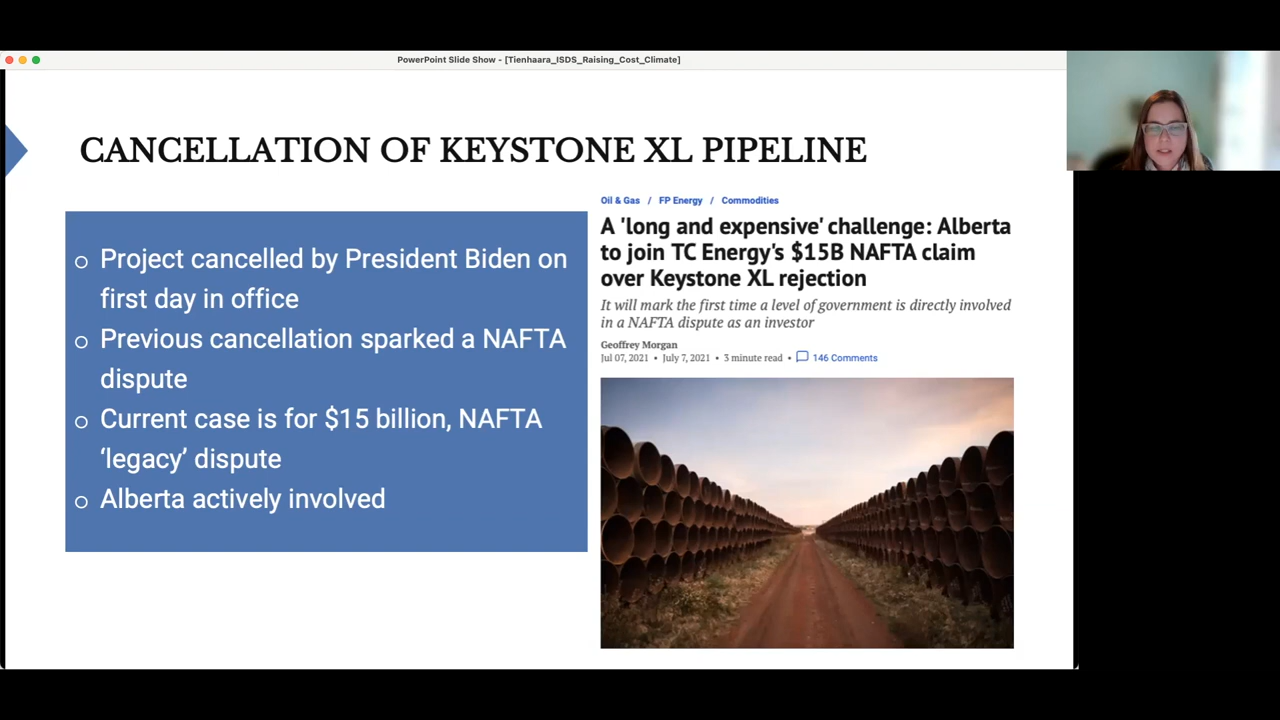 PowerPoint Slide Show - [Tienhaara_ISDS_Raising_Cost_Climate]
CANCELLATION OF KEYSTONE XL PIPELINE
o Project cancelled by President Biden on
first day in office
o Previous cancellation sparked a NAFTA
dispute
o Current case is for $15 billion, NAFTA
‘legacy’ dispute
o Alberta actively involved
Oil & Gas / FP Energy / Commodities
A 'long and expensive' challenge: Alberta
to join TC Energy's $15B NAFTA claim
over Keystone XL rejection
It will mark the first time a level of government is directly involved
in a NAFTA dispute as an investor
Geoffrey Morgan
Jul 07, 2021 • July 7, 2021 • 3 minute read • 146 Comments